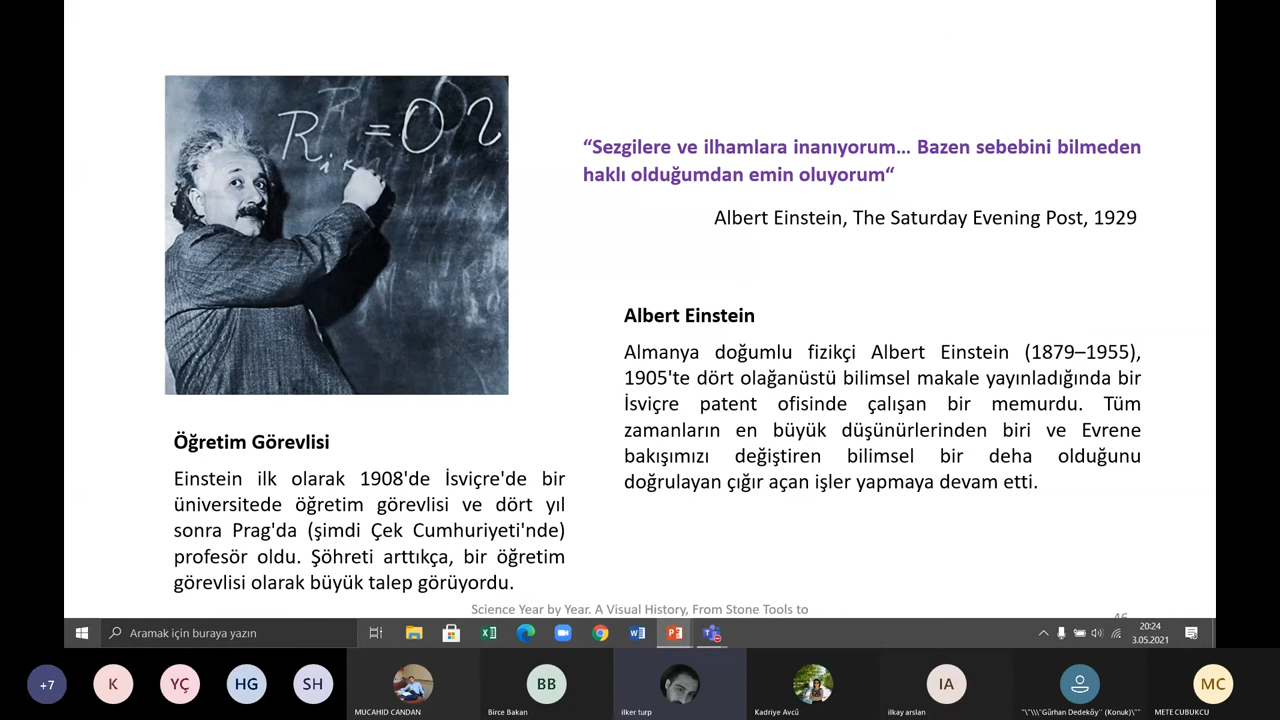 R ik = 0
“Sezgilere ve ilhamlara inanıyorum... Bazen sebebini bilmeden
haklı olduğumdan emin oluyorum“
Albert Einstein, The Saturday Evening Post, 1929
Albert Einstein
Almanya doğumlu fizikçi Albert Einstein (1879–1955),
1905'te dört olağanüstü bilimsel makale yayınladığında bir
İsviçre patent ofisinde çalışan bir memurdu. Tüm
zamanların en büyük düşünürlerinden biri ve Evrene
bakışımızı değiştiren bilimsel bir deha olduğunu
doğrulayan çığır açan işler yapmaya devam etti.
Öğretim Görevlisi
Einstein ilk olarak 1908'de İsviçre'de bir
üniversitede öğretim görevlisi ve dört yıl
sonra Prag'da (şimdi Çek Cumhuriyeti'nde)
profesör oldu. Şöhreti arttıkça, bir öğretim
görevlisi olarak büyük talep görüyordu.
Science Year by Year. A Visual History, From Stone Tools to
46
Aramak için buraya yazın
20:24
3.05.2021
+7
K
YÇ
HG
SH
MUCAHID CANDAN
BB
Birce Bakan
ilker turp
Kadriye Avcü
IA
ilkay arslan
"\"\\\"Gürhan Dedeköy" (Konuk)\""
MC
METE CUBUKCU